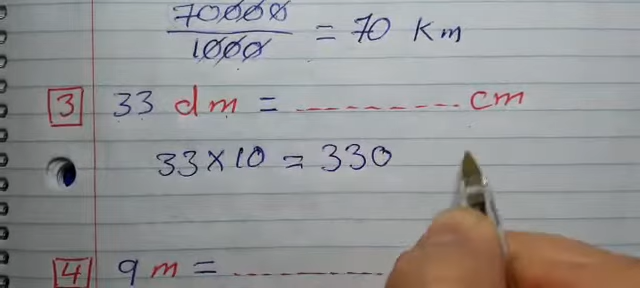 70000
1000 = 70 Km
3 33 dm = -------- cm
33 × 10 = 330
4 9 m = --------